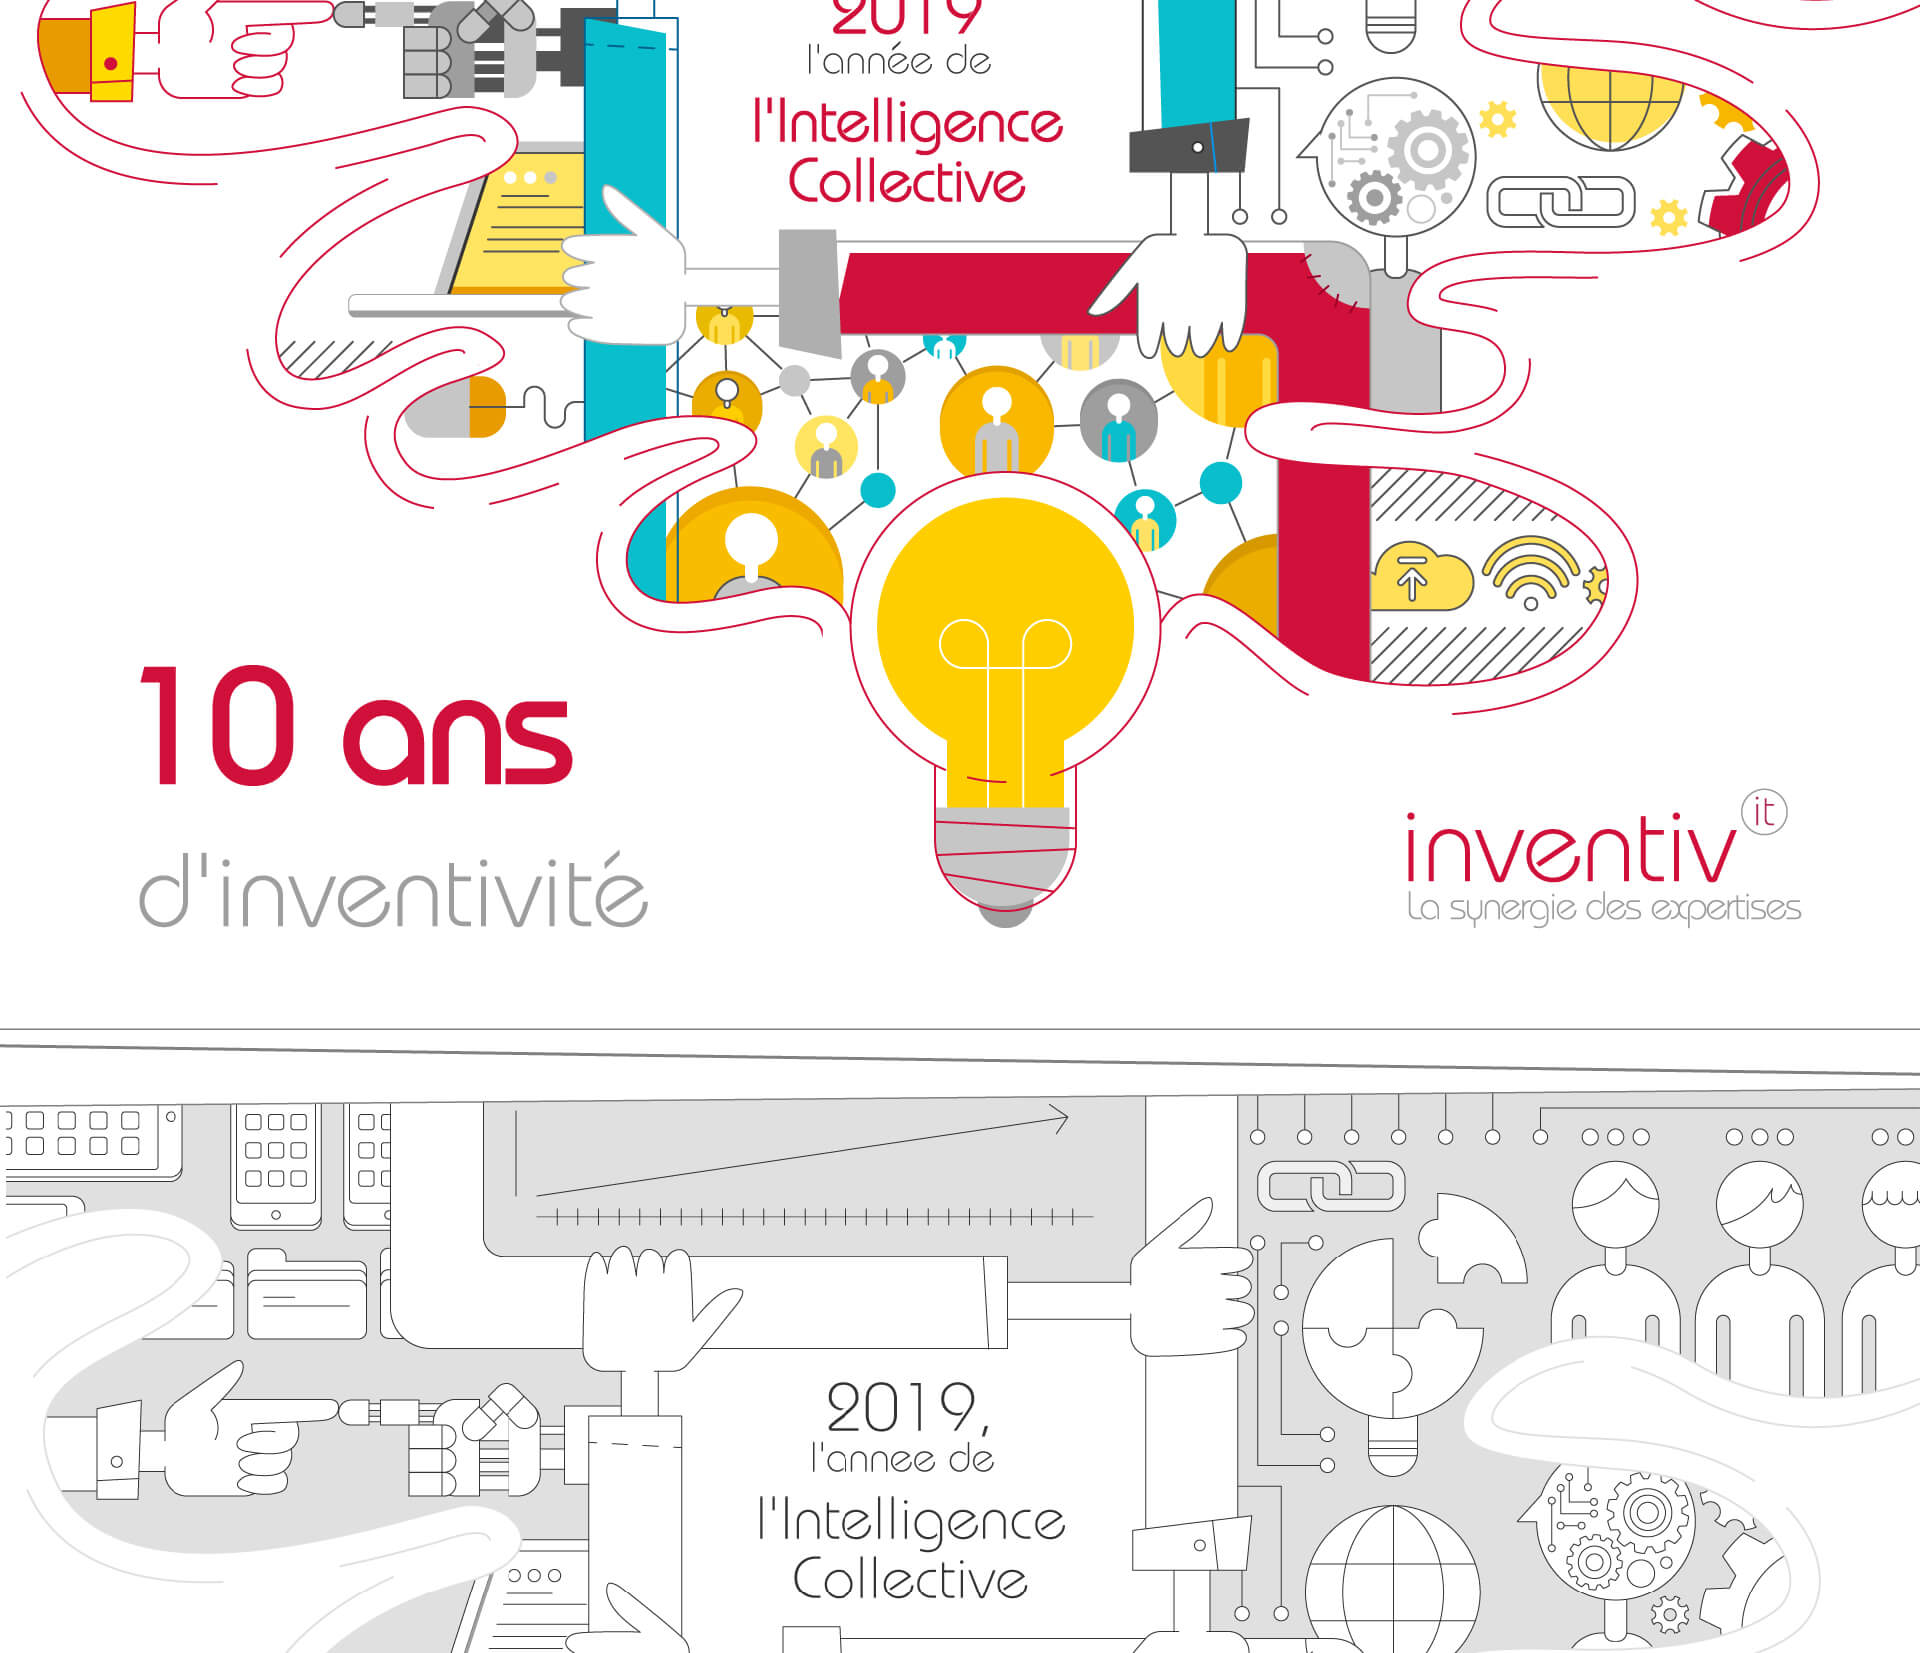 2019
l'année de
l'Intelligence
Collective
10 ans
d'inventivité
inventiv it
La synergie des expertises
2019,
l'annee de
l'Intelligence
Collective